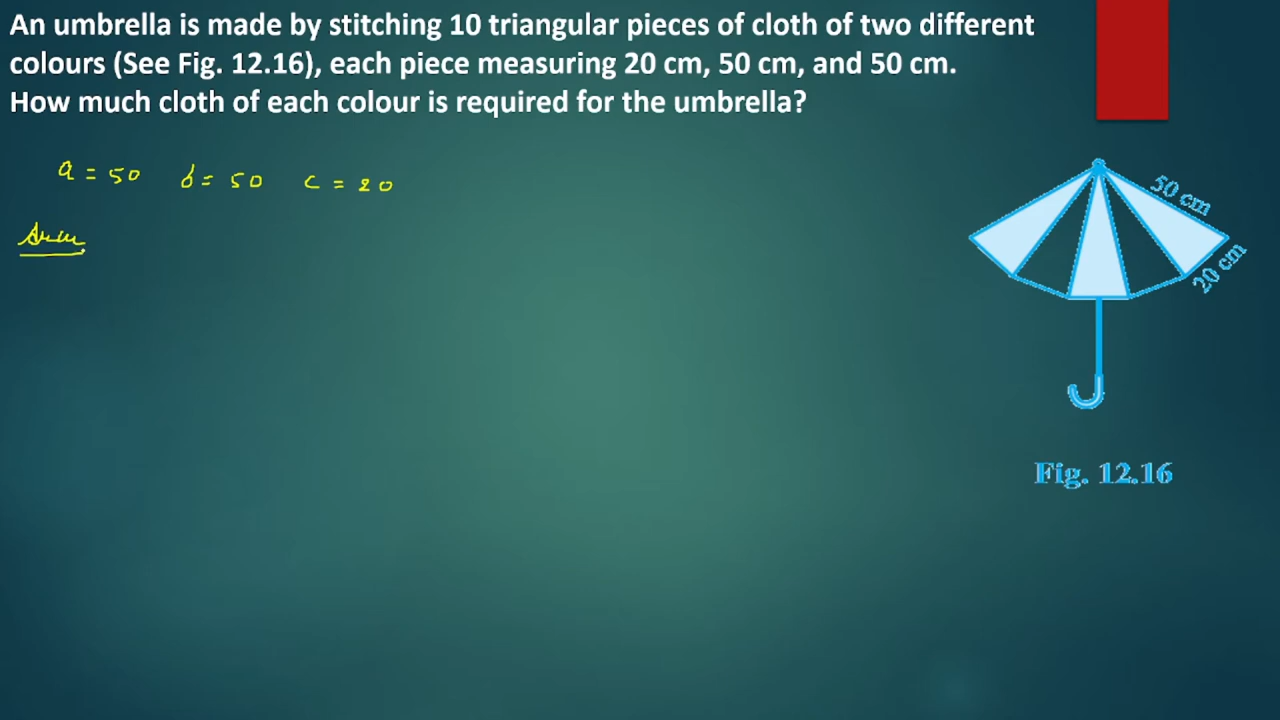 An umbrella is made by stitching 10 triangular pieces of cloth of two different
colours (See Fig. 12.16), each piece measuring 20 cm, 50 cm, and 50 cm.
How much cloth of each colour is required for the umbrella?
a = 50 b = 50 c = 20
50 cm
20 cm
Fig. 12.16